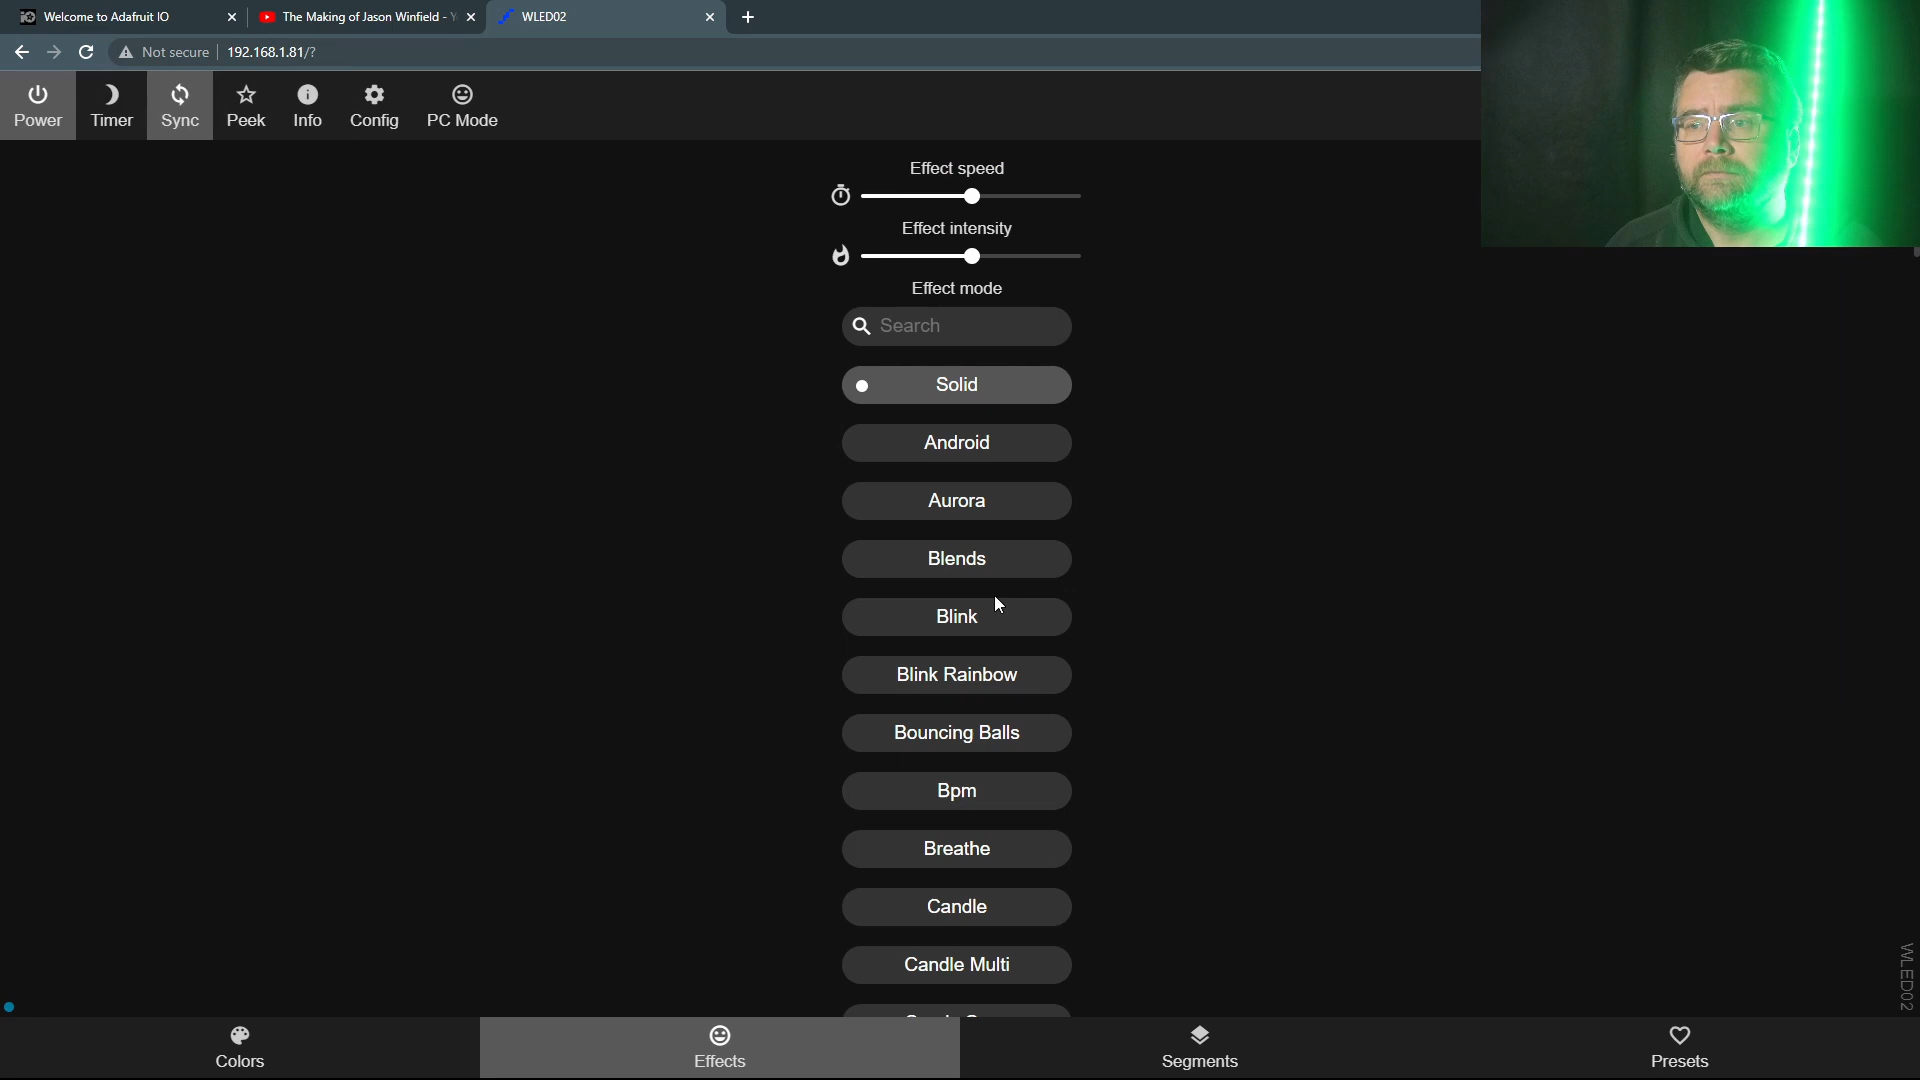 Welcome to Adafruit IO
The Making of Jason Winfield - Y
WLED02
Not secure
192.168.1.81/?
Power
Timer
Sync
Peek
Info
Config
PC Mode
Effect speed
Effect intensity
Effect mode
Search
Solid
Android
Aurora
Blends
Blink
Blink Rainbow
Bouncing Balls
Bpm
Breathe
Candle
Candle Multi
WLED02
Colors
Effects
Segments
Presets